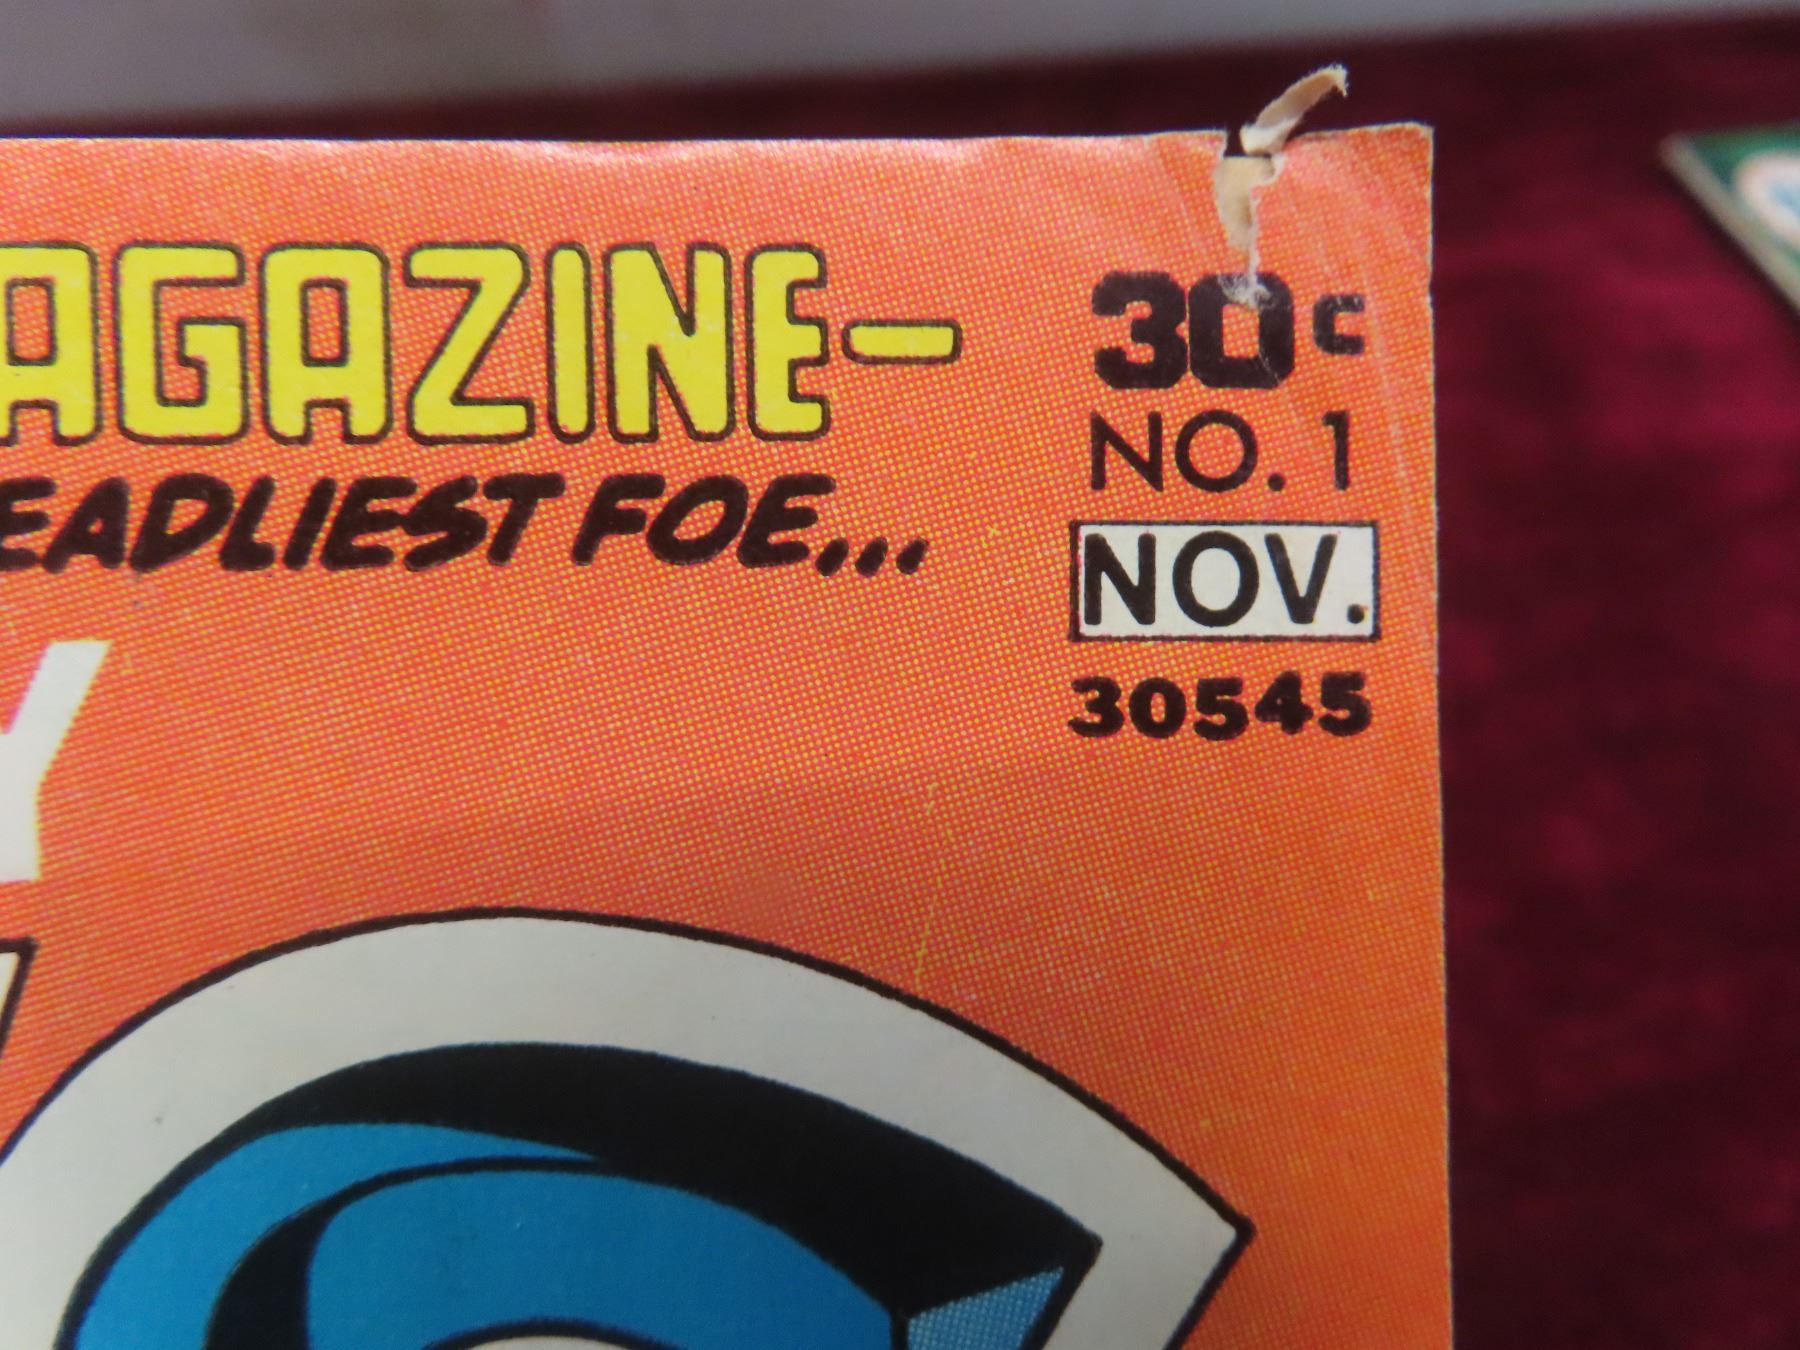 AGAZINE–
EADLIEST FOE...
30¢
NO. 1
NOV.
30545
Y